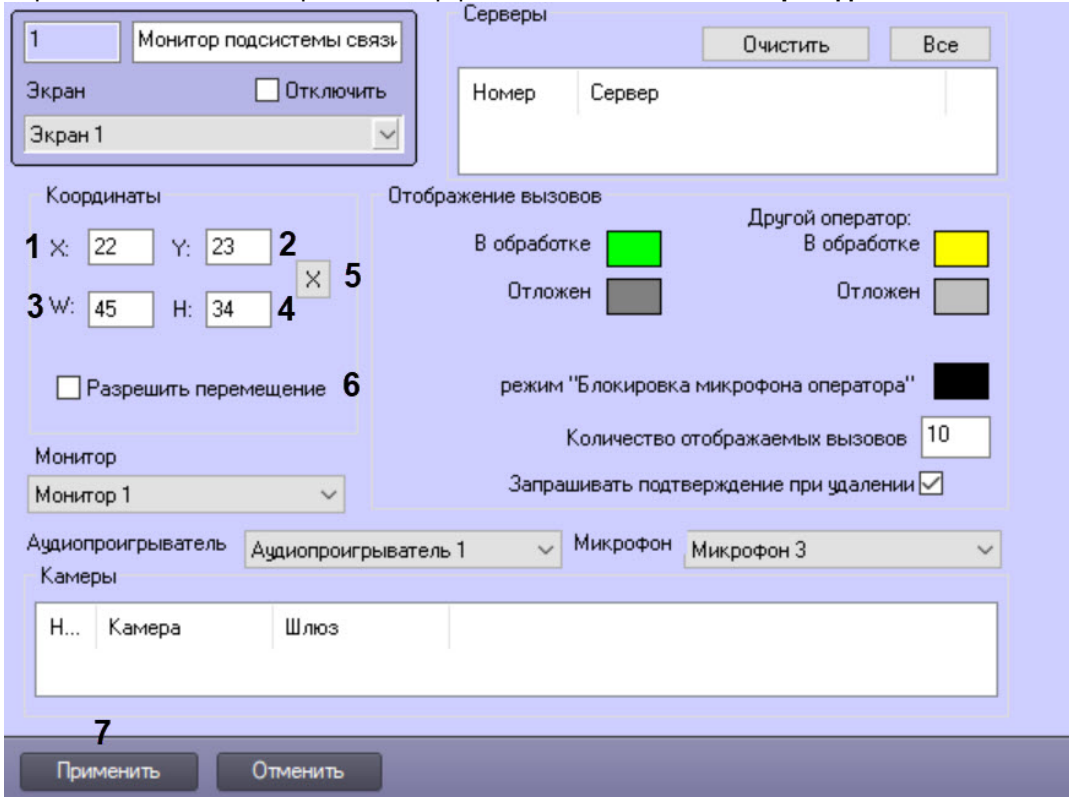 Серверы
1
Монитор подсистемы связи
Очистить Все
Экран Отключить
Номер Сервер
Экран 1
Координаты
Отображение вызовов
Другой оператор:
1 X: 22 Y: 23 2
В обработке В обработке
X 5
3 W: 45 H: 34 4
Отложен Отложен
Разрешить перемещение 6
режим "Блокировка микрофона оператора"
Количество отображаемых вызовов 10
Монитор
Монитор 1
Запрашивать подтверждение при удалении
Аудиопроигрыватель Аудиопроигрыватель 1 Микрофон Микрофон 3
Камеры
Н... Камера Шлюз
7
Применить Отменить